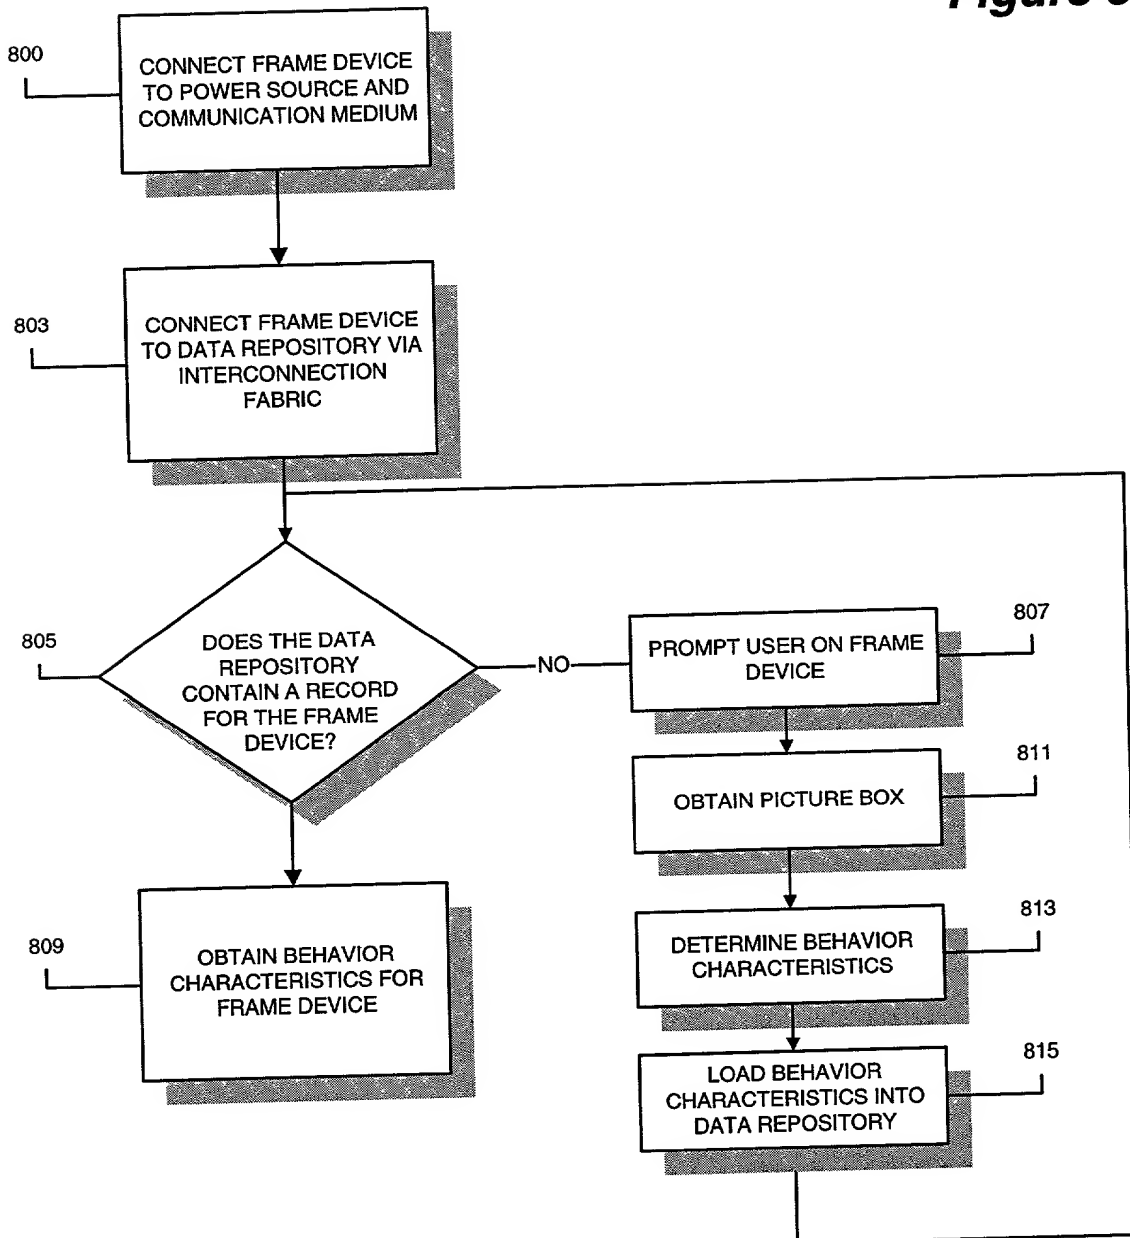 Figure
800
CONNECT FRAME DEVICE
TO POWER SOURCE AND
COMMUNICATION MEDIUM
803
CONNECT FRAME DEVICE
TO DATA REPOSITORY VIA
INTERCONNECTION
FABRIC
805
DOES THE DATA
REPOSITORY
CONTAIN A RECORD
FOR THE FRAME
DEVICE?
NO
PROMPT USER ON FRAME
DEVICE
807
OBTAIN PICTURE BOX
811
809
OBTAIN BEHAVIOR
CHARACTERISTICS FOR
FRAME DEVICE
DETERMINE BEHAVIOR
CHARACTERISTICS
813
LOAD BEHAVIOR
CHARACTERISTICS INTO
DATA REPOSITORY
815